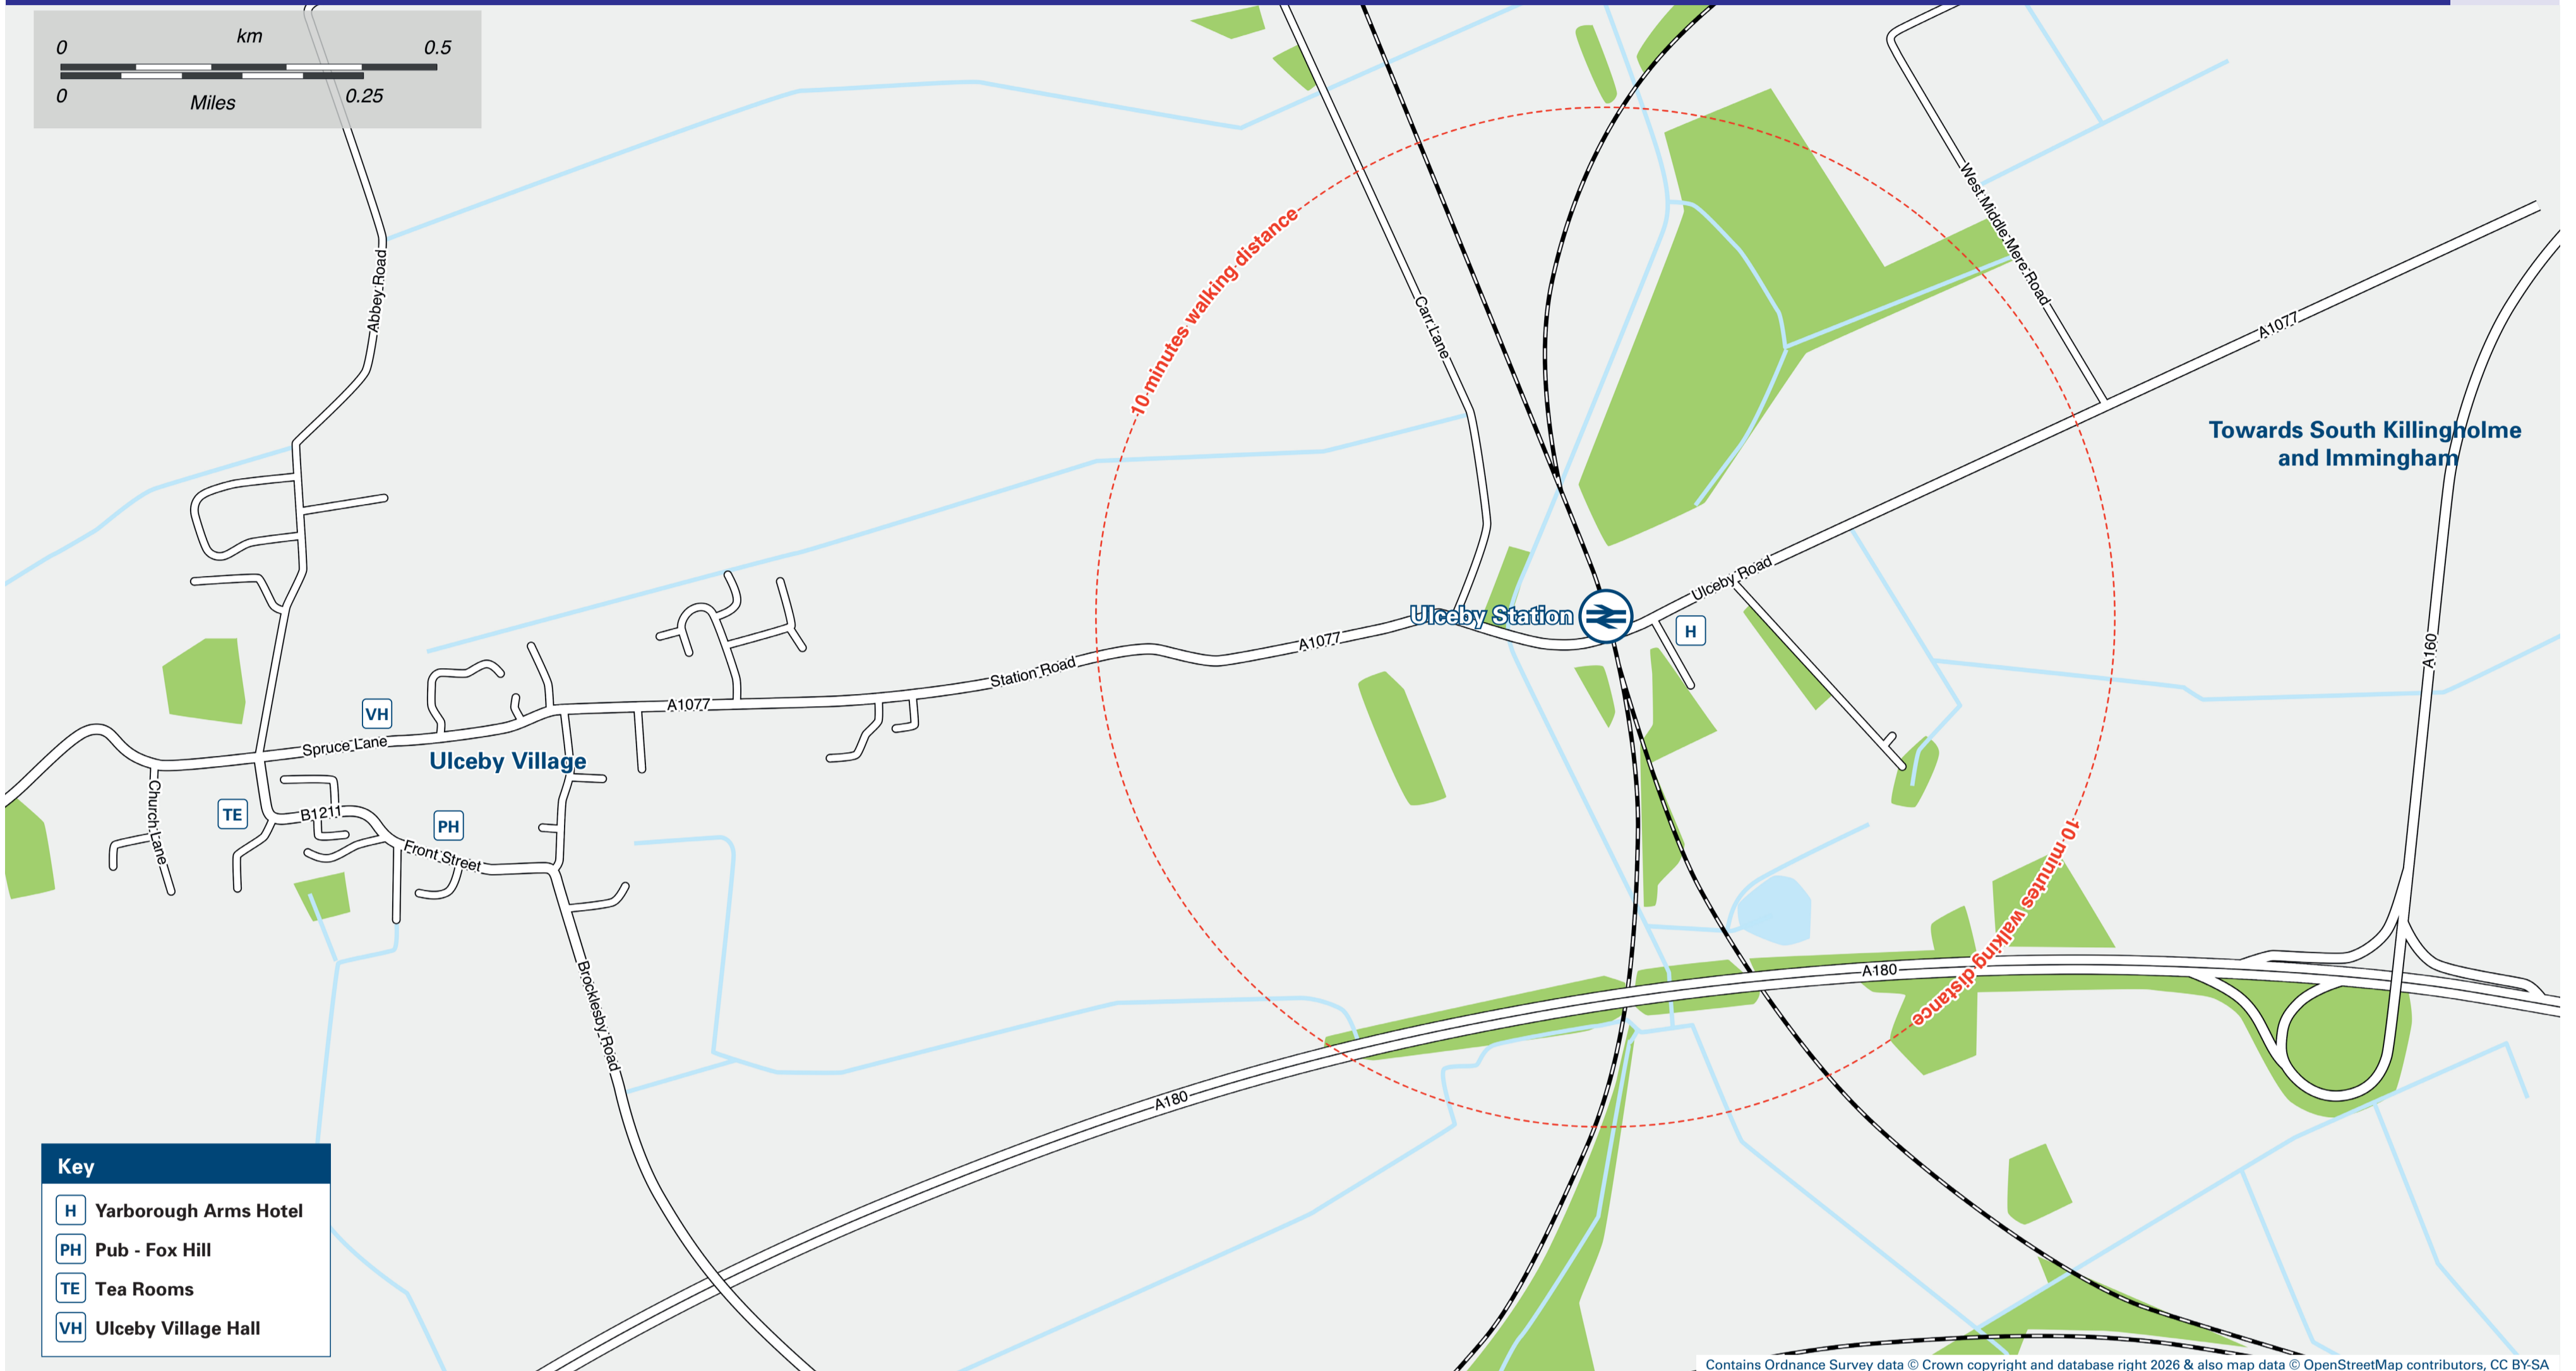 km
0
0.5
0
Miles
0.25
West Middle Mere Road
10 minutes walking distance
Abbey Road
Carr Lane
A1077
Towards South Killingholme
and Immingham
Ulceby Road
Ulceby Station
H
A1077
Station Road
A160
A1077
VH
Spruce Lane
Ulceby Village
Church Lane
TE
B1211
PH
Front Street
10 minutes walking distance
A180
Brocklesby Road
A180
Key
H Yarborough Arms Hotel
PH Pub - Fox Hill
TE Tea Rooms
VH Ulceby Village Hall
Contains Ordnance Survey data © Crown copyright and database right 2026 & also map data © OpenStreetMap contributors, CC BY-SA